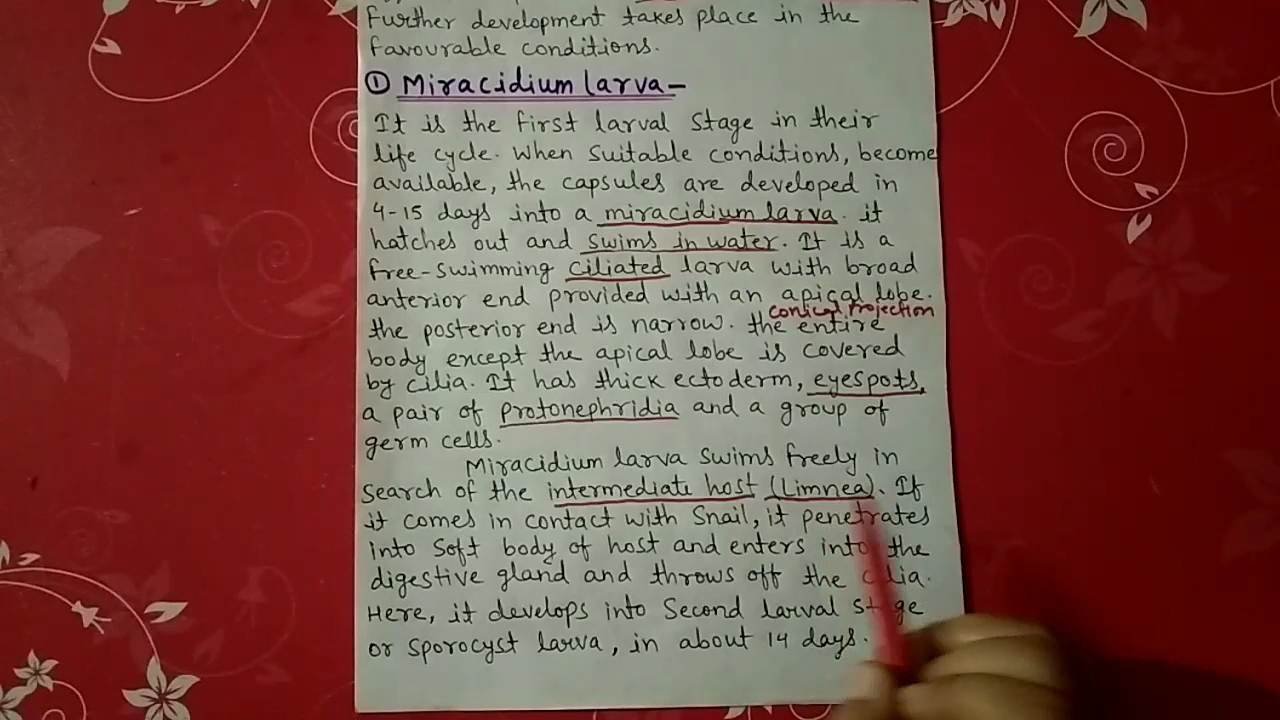 Further development takes place in the
favourable conditions.
① Miracidium larva-
It is the first larval stage in their
life cycle. When suitable conditions, become
available, the capsules are developed in
4-15 days into a miracidium larva. it
hatches out and swims in water. It is a
free-swimming ciliated larva with broad
anterior end provided with an apical lobe.
conical Projection
the posterior end is narrow. the entire
body except the apical lobe is covered
by cilia. It has thick ectoderm, eyespots,
a pair of protonephridia and a group of
germ cells.
Miracidium larva swims freely in
search of the intermediate host (Limnea). If
it comes in contact with Snail, it penetrates
into soft body of host and enters into the
digestive gland and throws off the cilia.
Here, it develops into Second larval stage
or sporocyst larva, in about 14 days.